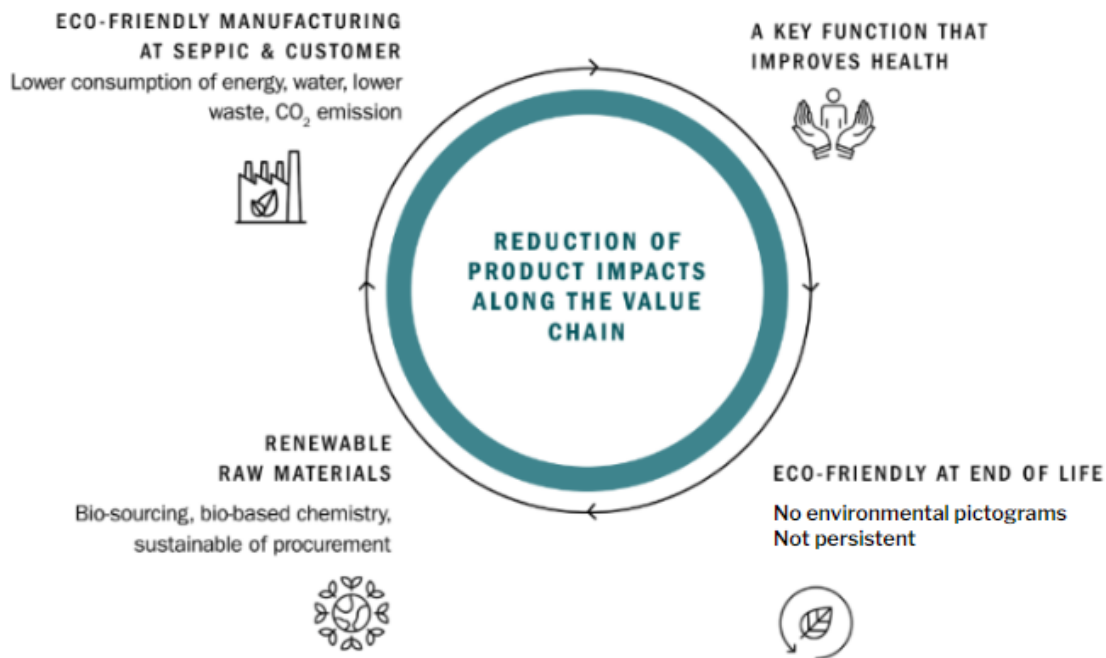 ECO-FRIENDLY MANUFACTURING
AT SEPPIC & CUSTOMER
Lower consumption of energy, water, lower
waste, CO₂ emission
A KEY FUNCTION THAT
IMPROVES HEALTH
REDUCTION OF
PRODUCT IMPACTS
ALONG THE VALUE
CHAIN
RENEWABLE
RAW MATERIALS
Bio-sourcing, bio-based chemistry,
sustainable of procurement
ECO-FRIENDLY AT END OF LIFE
No environmental pictograms
Not persistent